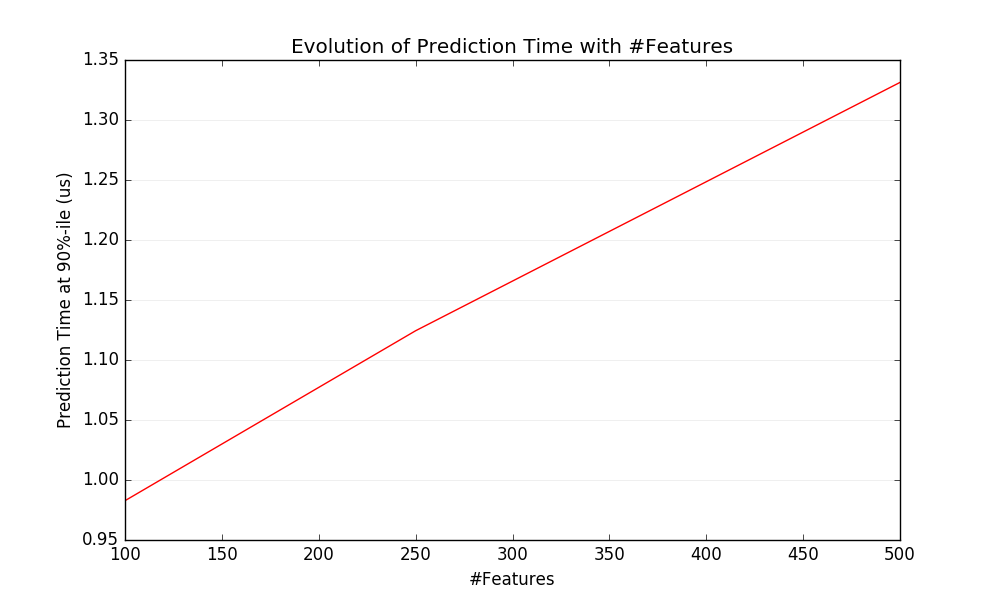 Evolution of Prediction Time with #Features
Prediction Time at 90%-ile (us)
1.35
1.30
1.25
1.20
1.15
1.10
1.05
1.00
0.95
100 150 200 250 300 350 400 450 500
#Features